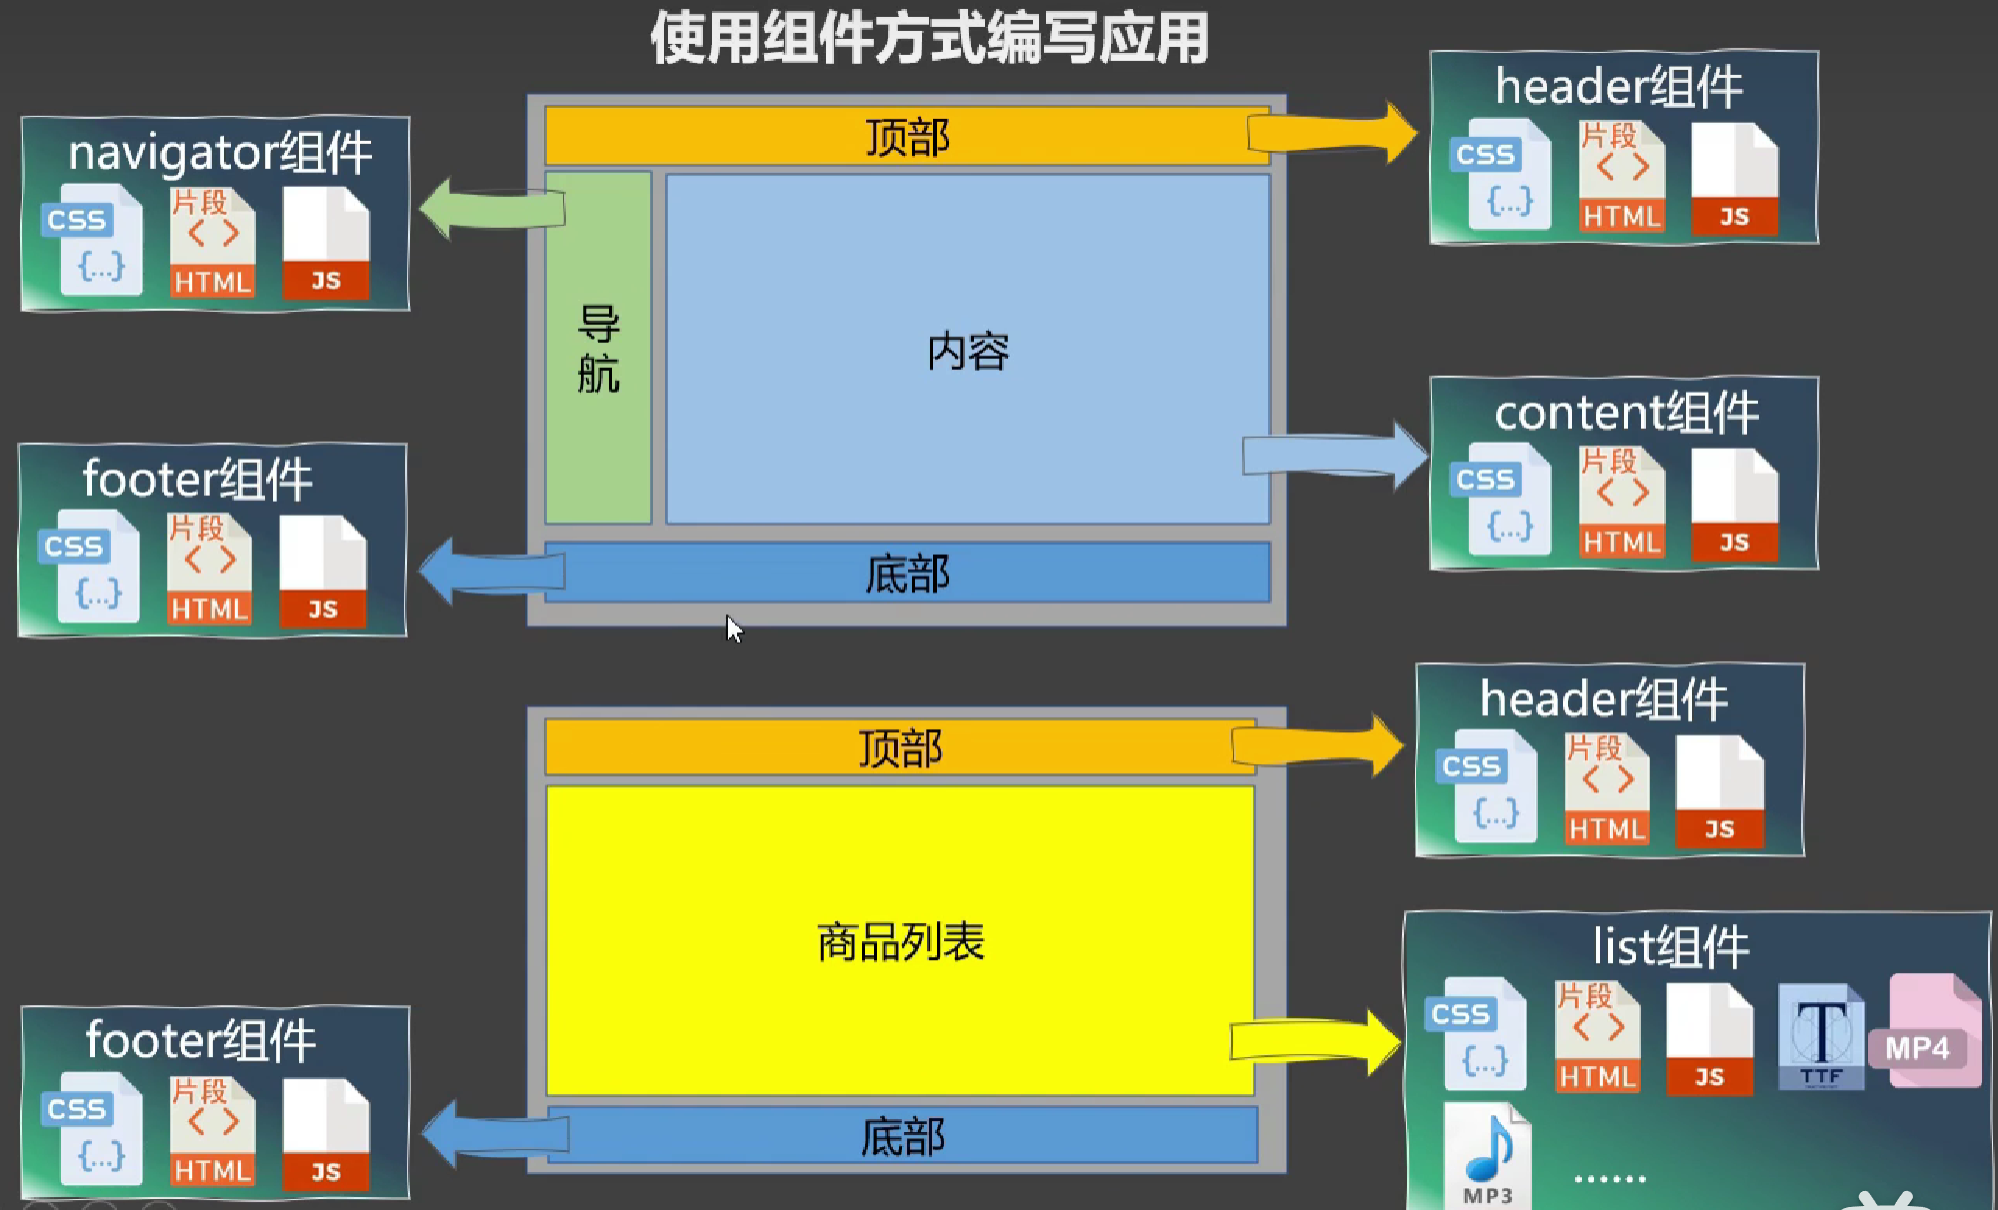 使用组件方式编写应用
navigator组件
CSS
{...}
片段
< >
HTML
JS
顶部
导
航
内容
底部
header组件
CSS
{...}
片段
< >
HTML
JS
footer组件
CSS
{...}
片段
< >
HTML
JS
content组件
CSS
{...}
片段
< >
HTML
JS
顶部
商品列表
底部
header组件
CSS
{...}
片段
< >
HTML
JS
footer组件
CSS
{...}
片段
< >
HTML
JS
list组件
CSS
{...}
片段
< >
HTML
JS
T
TTF
MP4
MP3
......